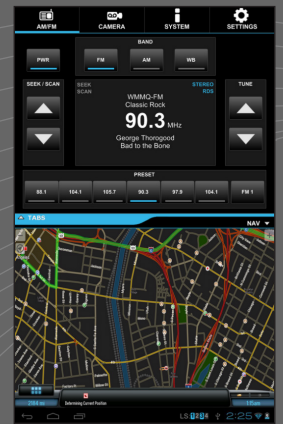 AM/FM CAMERA SYSTEM SETTINGS
BAND
PWR FM AM WB
SEEK / SCAN TUNE
SEEK STEREO
SCAN RDS
WMMQ-FM
Classic Rock
90.3 MHz
George Thorogood
Bad to the Bone
PRESET
88.1 104.1 105.7 90.3 97.9 104.1 FM 1
TABS
NAV
Determining Current Position
2:25